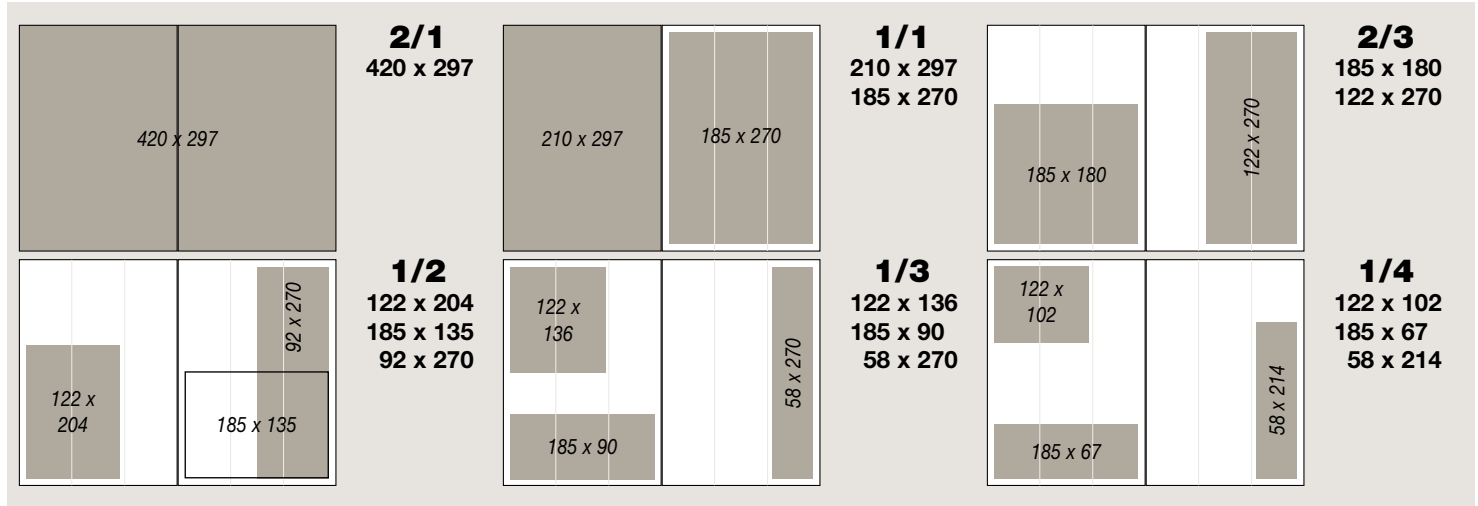 420 x 297
2/1
420 x 297
210 x 297
185 x 270
1/1
210 x 297
185 x 270
185 x 180
122 x 270
2/3
185 x 180
122 x 270
122 x
204
92 x 270
185 x 135
1/2
122 x 204
185 x 135
92 x 270
122 x
136
185 x 90
58 x 270
1/3
122 x 136
185 x 90
58 x 270
122 x
102
185 x 67
58 x 214
1/4
122 x 102
185 x 67
58 x 214